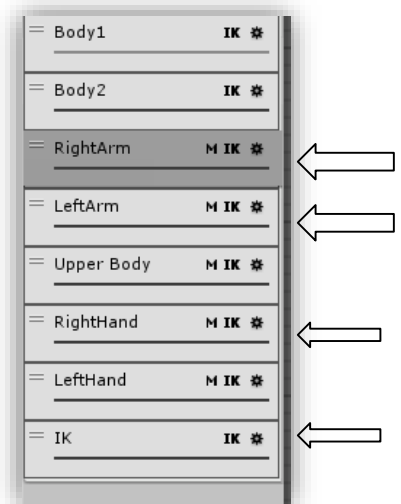 Body1 IK
Body2 IK
RightArm M IK
LeftArm M IK
Upper Body M IK
RightHand M IK
LeftHand M IK
IK IK